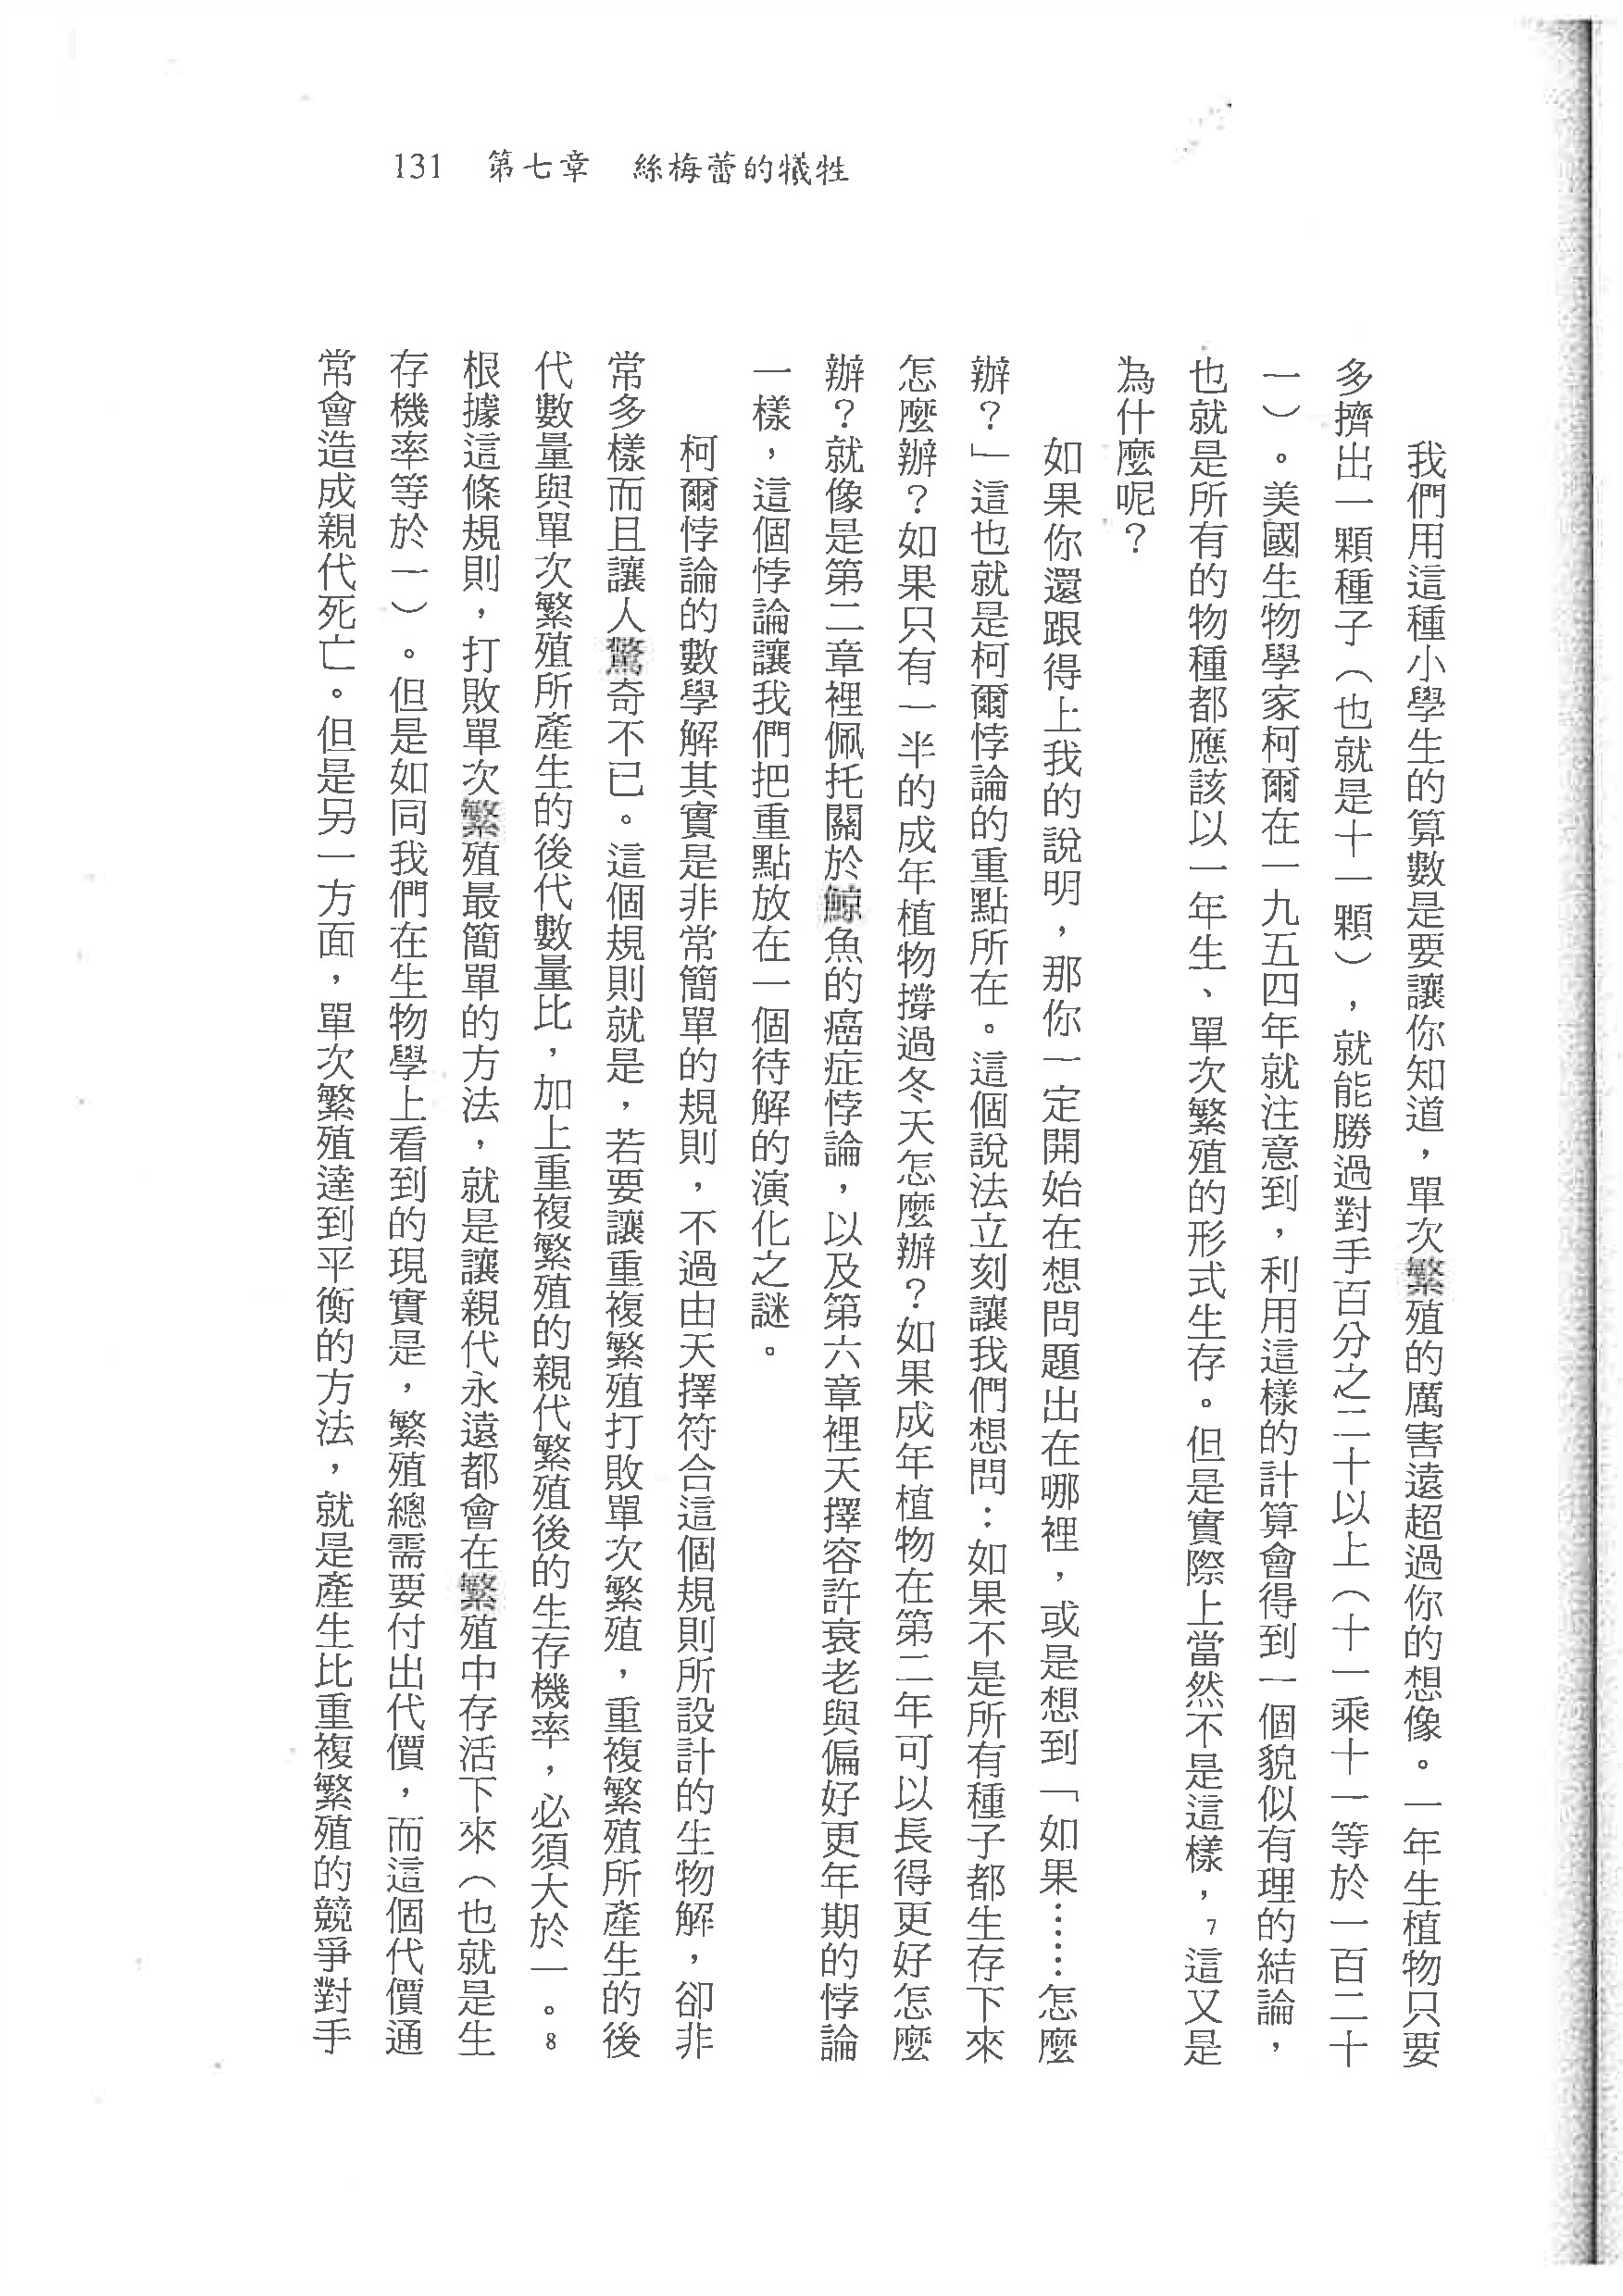 131 第七章 絲梅蕾的犧牲
我們用這種小學生的算數是要讓你知道，單次繁殖的厲害遠超過你的想像。一年生植物只要
多擠出一顆種子（也就是十一顆），就能勝過對手百分之二十以上（十一乘十一等於一百二十
一）。美國生物學家柯爾在一九五四年就注意到，利用這樣的計算會得到一個貌似有理的結論，
也就是所有的物種都應該以一年生、單次繁殖的形式生存。但是實際上當然不是這樣，7這又是
為什麼呢？
如果你還跟得上我的說明，那你一定開始在想問題出在哪裡，或是想到「如果……怎麼
辦？」這也就是柯爾悖論的重點所在。這個說法立刻讓我們想問：如果不是所有種子都生存下來
怎麼辦？如果只有一半的成年植物撐過冬天怎麼辦？如果成年植物在第二年可以長得更好怎麼
辦？就像是第二章裡佩托關於鯨魚的癌症悖論，以及第六章裡天擇容許衰老與偏好更年期的悖論
一樣，這個悖論讓我們把重點放在一個待解的演化之謎。
柯爾悖論的數學解其實是非常簡單的規則，不過由天擇符合這個規則所設計的生物解，卻非
常多樣而且讓人驚奇不已。這個規則就是，若要讓重複繁殖打敗單次繁殖，重複繁殖所產生的後
代數量與單次繁殖所產生的後代數量比，加上重複繁殖的親代繁殖後的生存機率，必須大於一。8
根據這條規則，打敗單次繁殖最簡單的方法，就是讓親代永遠都會在繁殖中存活下來（也就是生
存機率等於一）。但是如同我們在生物學上看到的現實是，繁殖總需要付出代價，而這個代價通
常會造成親代死亡。但是另一方面，單次繁殖達到平衡的方法，就是產生比重複繁殖的競爭對手